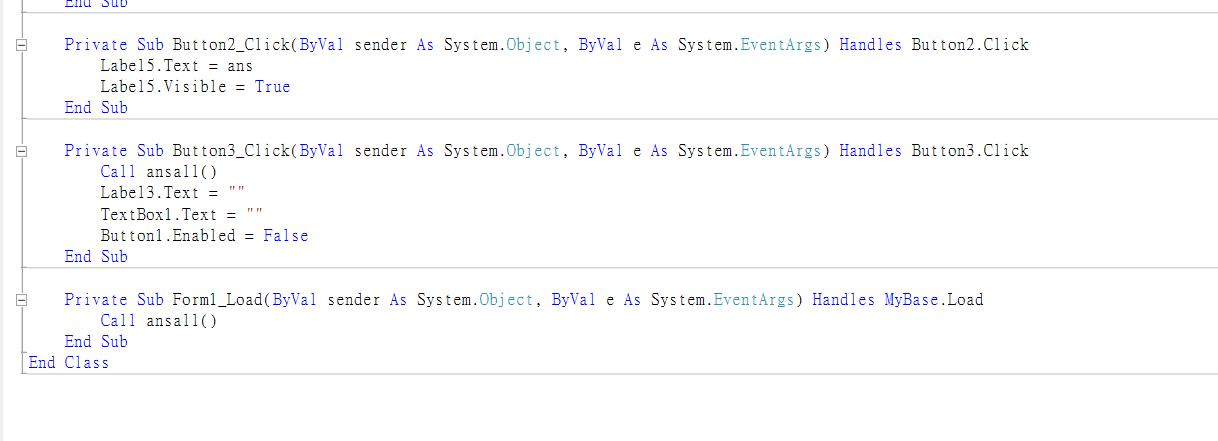 End Sub
Private Sub Button2_Click(ByVal sender As System.Object, ByVal e As System.EventArgs) Handles Button2.Click
Label5.Text = ans
Label5.Visible = True
End Sub
Private Sub Button3_Click(ByVal sender As System.Object, ByVal e As System.EventArgs) Handles Button3.Click
Call ansall()
Label3.Text = ""
TextBox1.Text = ""
Button1.Enabled = False
End Sub
Private Sub Form1_Load(ByVal sender As System.Object, ByVal e As System.EventArgs) Handles MyBase.Load
Call ansall()
End Sub
End Class